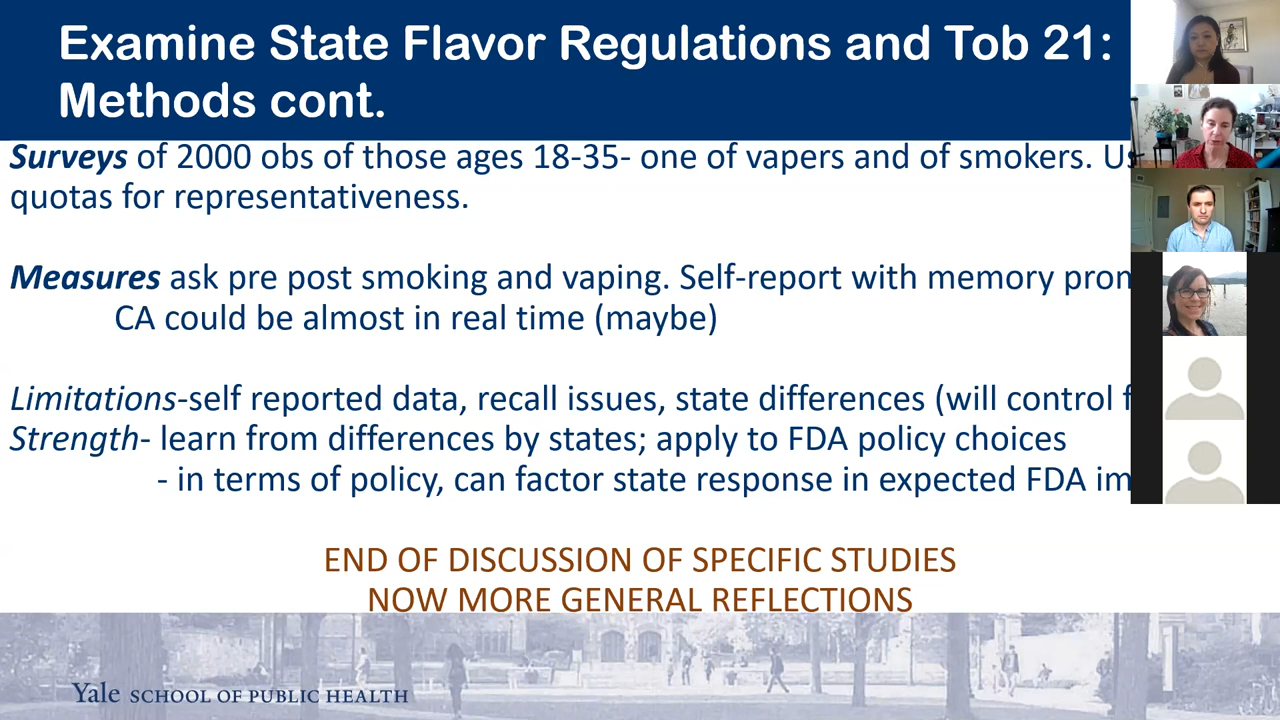 Examine State Flavor Regulations and Tob 21:
Methods cont.
Surveys of 2000 obs of those ages 18-35- one of vapers and of smokers.
quotas for representativeness.
Measures ask pre post smoking and vaping. Self-report with memory
CA could be almost in real time (maybe)
Limitations-self reported data, recall issues, state differences (will control
Strength- learn from differences by states; apply to FDA policy choices
- in terms of policy, can factor state response in expected FDA
END OF DISCUSSION OF SPECIFIC STUDIES
NOW MORE GENERAL REFLECTIONS
Yale SCHOOL OF PUBLIC HEALTH